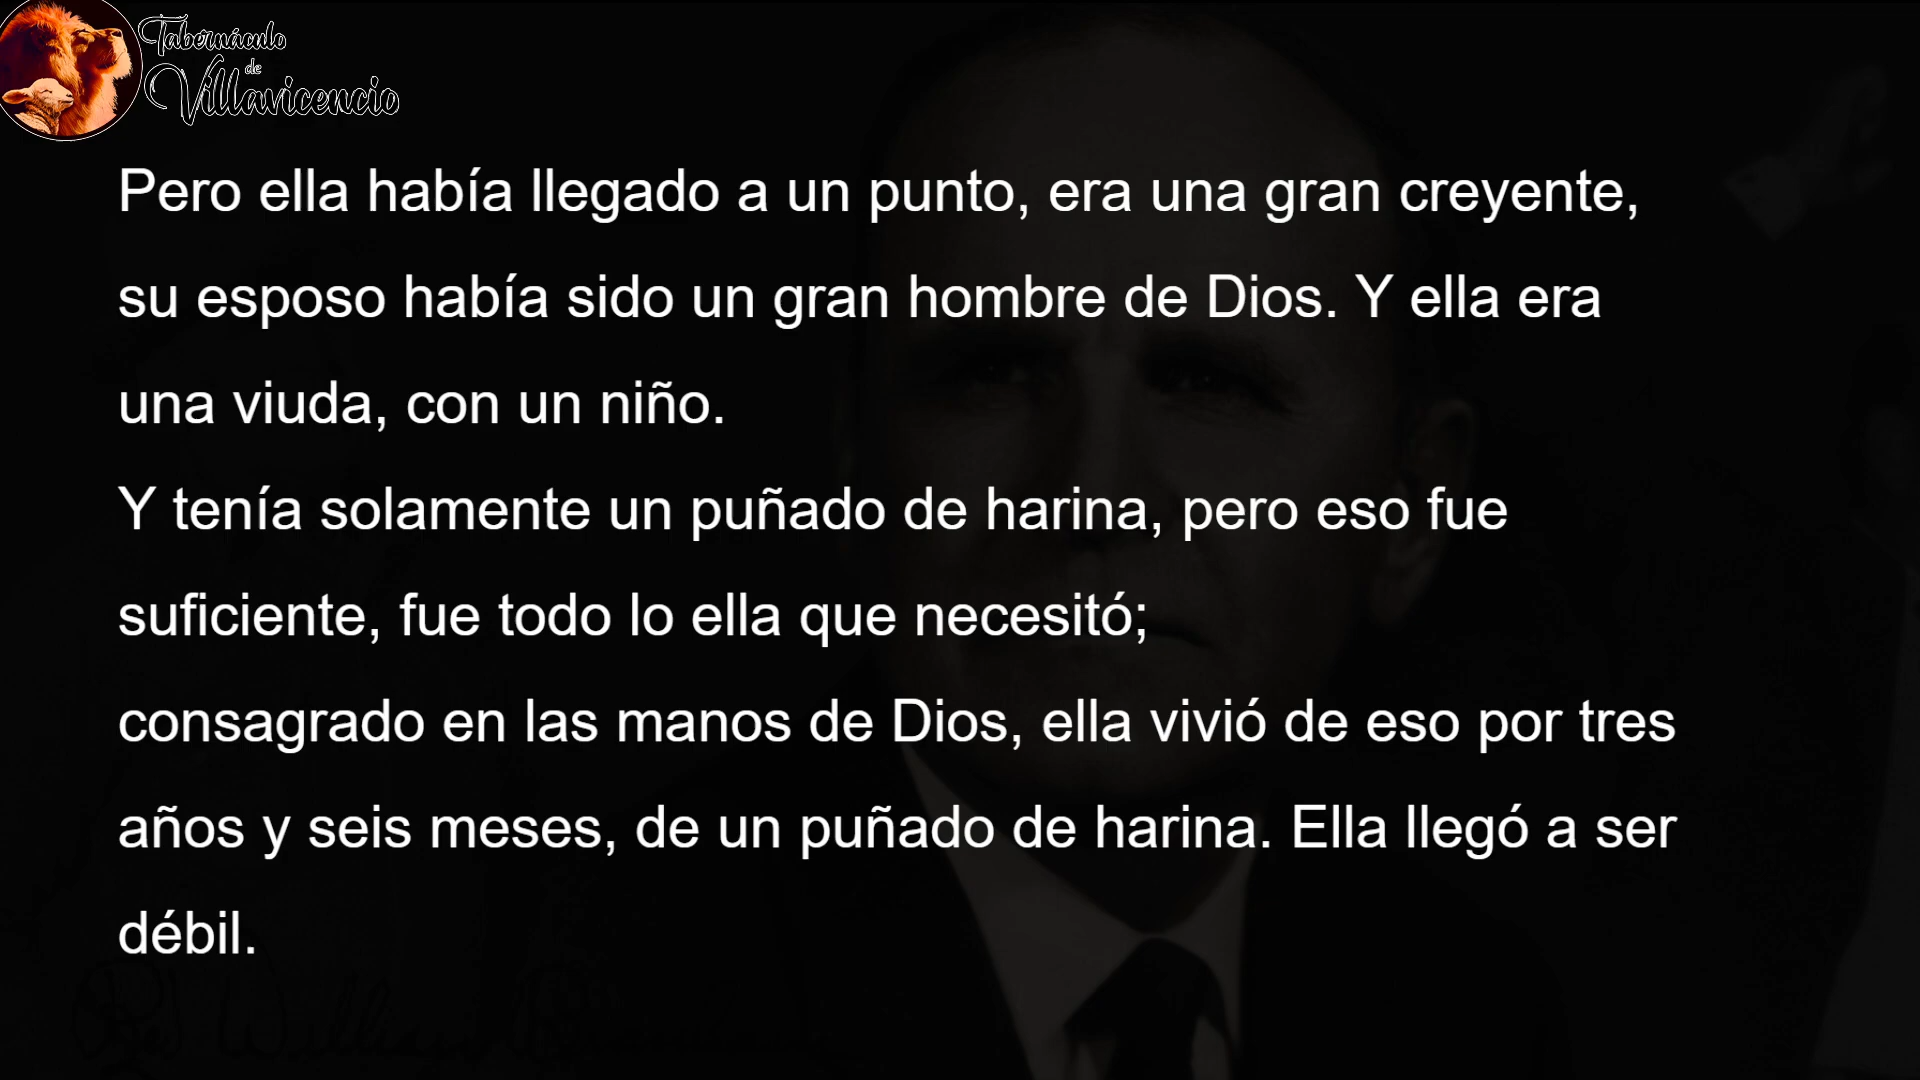 Tabernáculo
de
Villavicencio
Pero ella había llegado a un punto, era una gran creyente,
su esposo había sido un gran hombre de Dios. Y ella era
una viuda, con un niño.
Y tenía solamente un puñado de harina, pero eso fue
suficiente, fue todo lo ella que necesitó;
consagrado en las manos de Dios, ella vivió de eso por tres
años y seis meses, de un puñado de harina. Ella llegó a ser
débil.
Rev William Branham